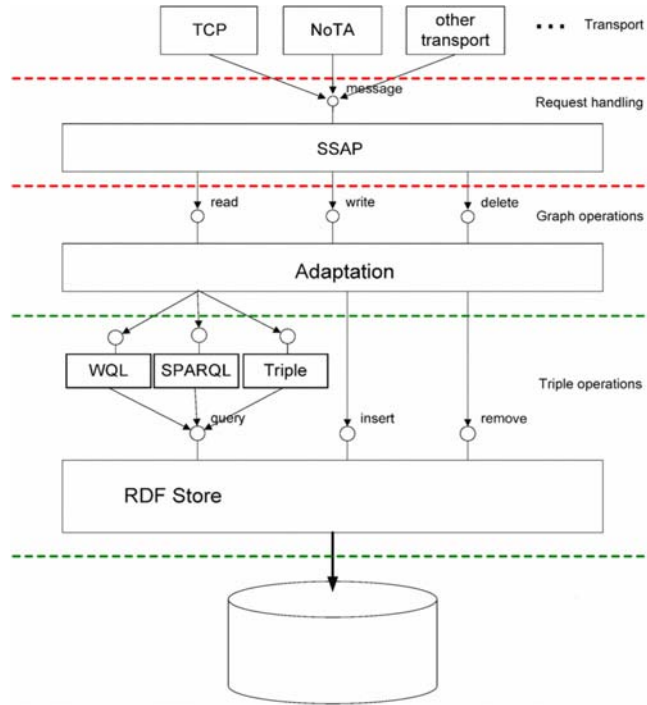 TCP
NoTA
other
transport
... Transport
message
Request handling
SSAP
read
write
delete
Graph operations
Adaptation
WQL
SPARQL
Triple
Triple operations
query
insert
remove
RDF Store